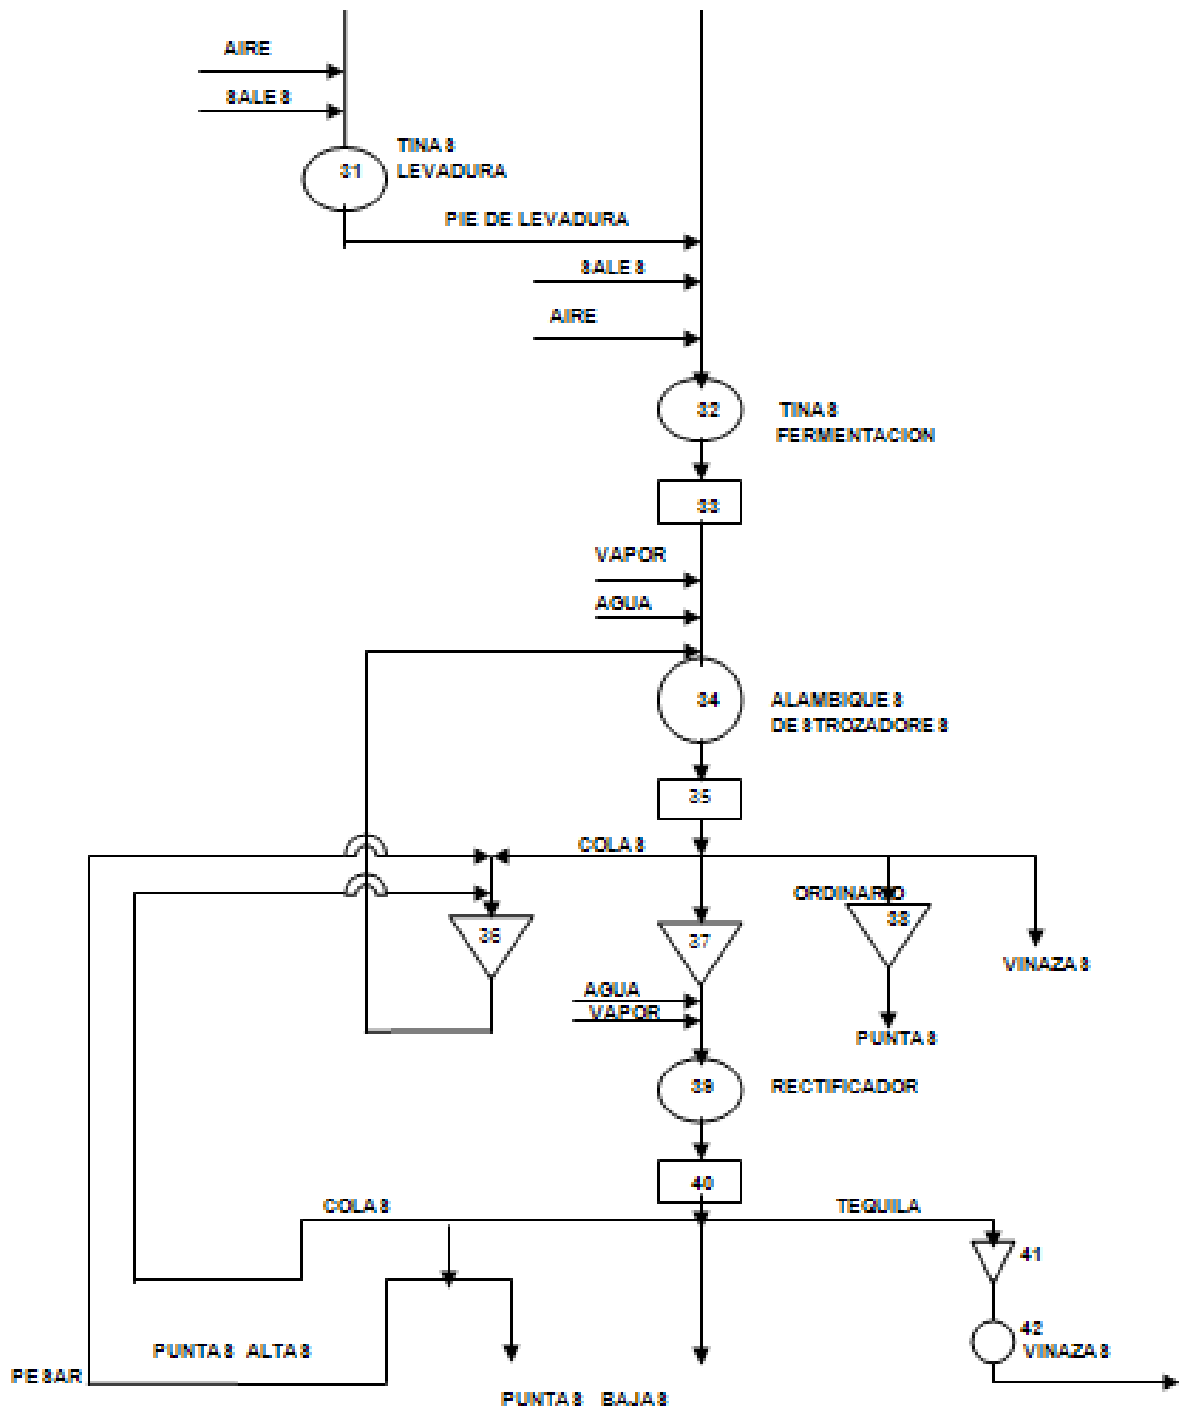 AIRE
SALES
TINAS
31
LEVADURA
PIE DE LEVADURA
SALES
AIRE
32
TINAS
FERMENTACION
33
VAPOR
AGUA
34
ALAMBIQUES
DESTROZADORES
35
COLAS
ORDINARIO
36
37
38
VINAZAS
AGUA
VAPOR
PUNTAS
39
RECTIFICADOR
40
COLAS
TEQUILA
41
42
PUNTAS ALTAS
VINAZAS
PESAR
PUNTAS BAJAS